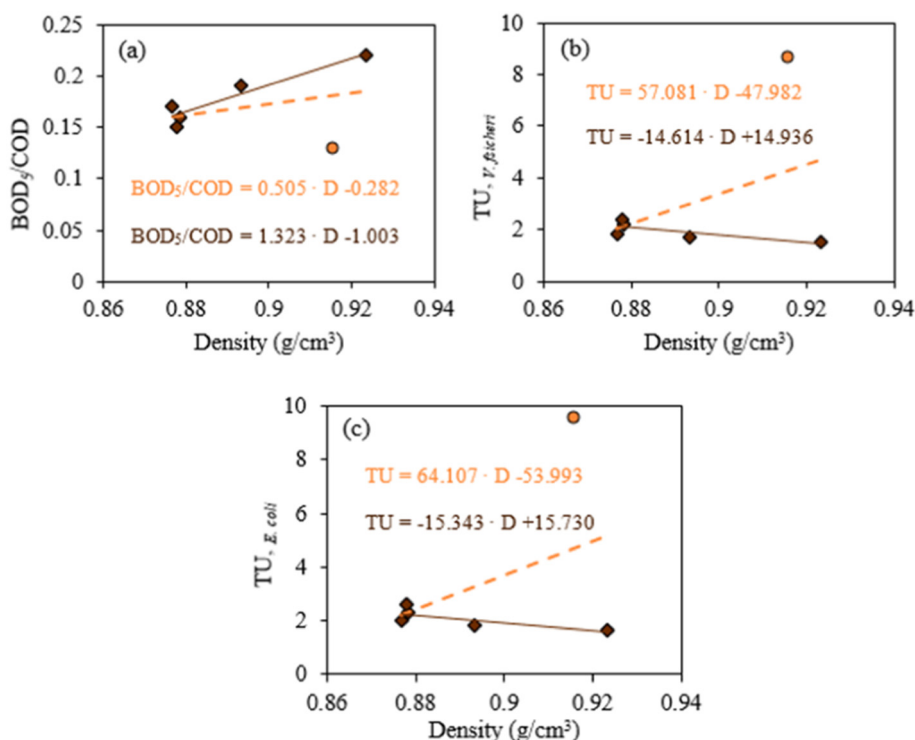 (a)
0.25
0.2
0.15
0.1
0.05
0
BOD₅/COD
BOD₅/COD = 0.505 · D -0.282
BOD₅/COD = 1.323 · D -1.003
0.86 0.88 0.9 0.92 0.94
Density (g/cm³)
(b)
10
8
6
4
2
0
TU, V. fisicheri
TU = 57.081 · D -47.982
TU = -14.614 · D +14.936
0.86 0.88 0.9 0.92 0.94
Density (g/cm³)
(c)
10
8
6
4
2
0
TU, E. coli
TU = 64.107 · D -53.993
TU = -15.343 · D +15.730
0.86 0.88 0.9 0.92 0.94
Density (g/cm³)